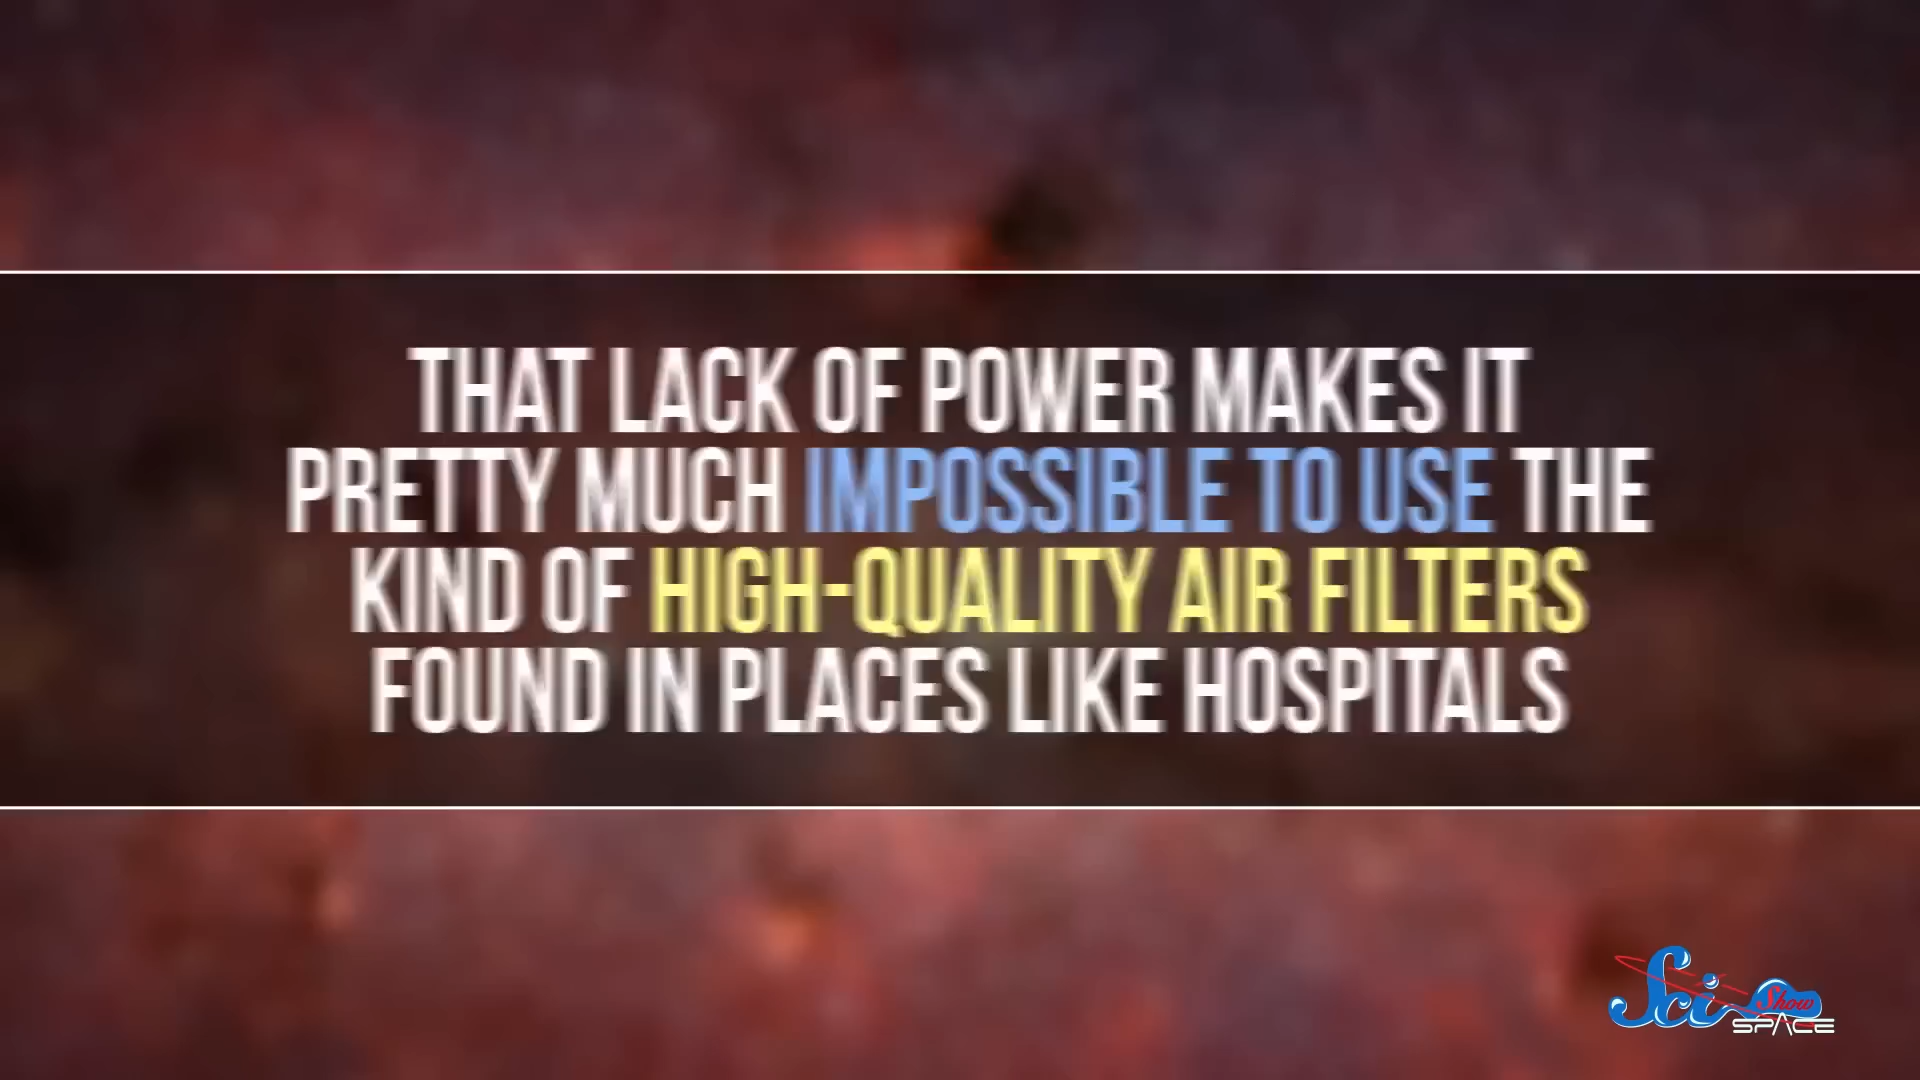 THAT LACK OF POWER MAKES IT
PRETTY MUCH IMPOSSIBLE TO USE THE
KIND OF HIGH-QUALITY AIR FILTERS
FOUND IN PLACES LIKE HOSPITALS
Sci Show
SPACE